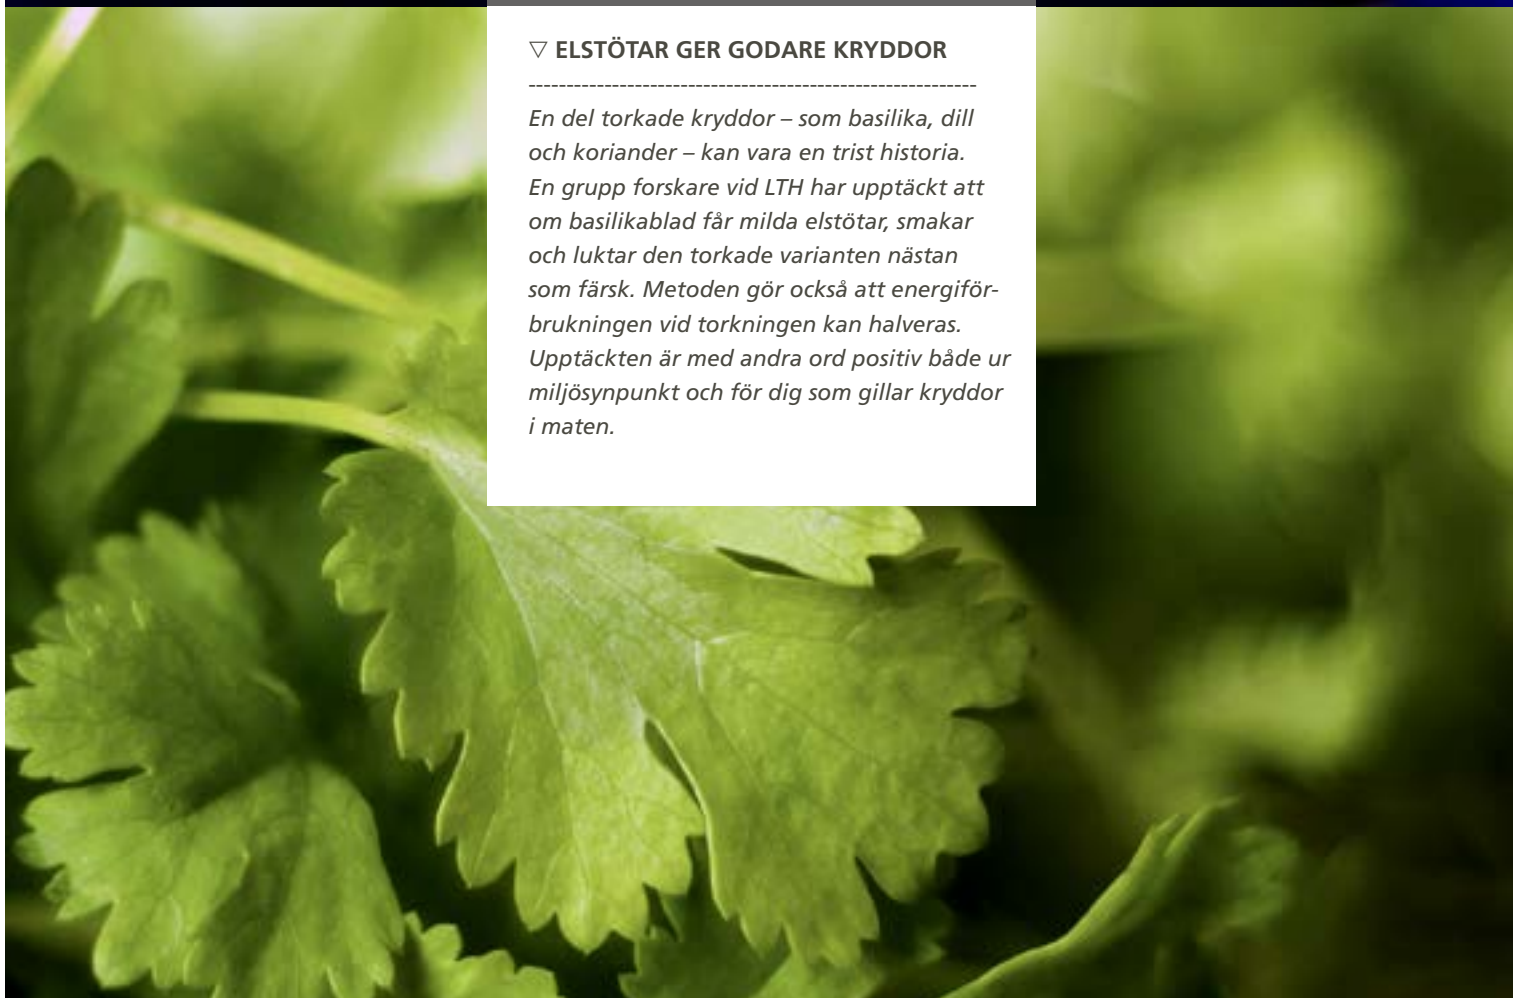 ▽ ELSTÖTAR GER GODARE KRYDDOR
-----------------------------------------------------------
En del torkade kryddor – som basilika, dill
och koriander – kan vara en trist historia.
En grupp forskare vid LTH har upptäckt att
om basilikablad får milda elstötar, smakar
och luktar den torkade varianten nästan
som färsk. Metoden gör också att energiför-
brukningen vid torkningen kan halveras.
Upptäckten är med andra ord positiv både ur
miljösynpunkt och för dig som gillar kryddor
i maten.